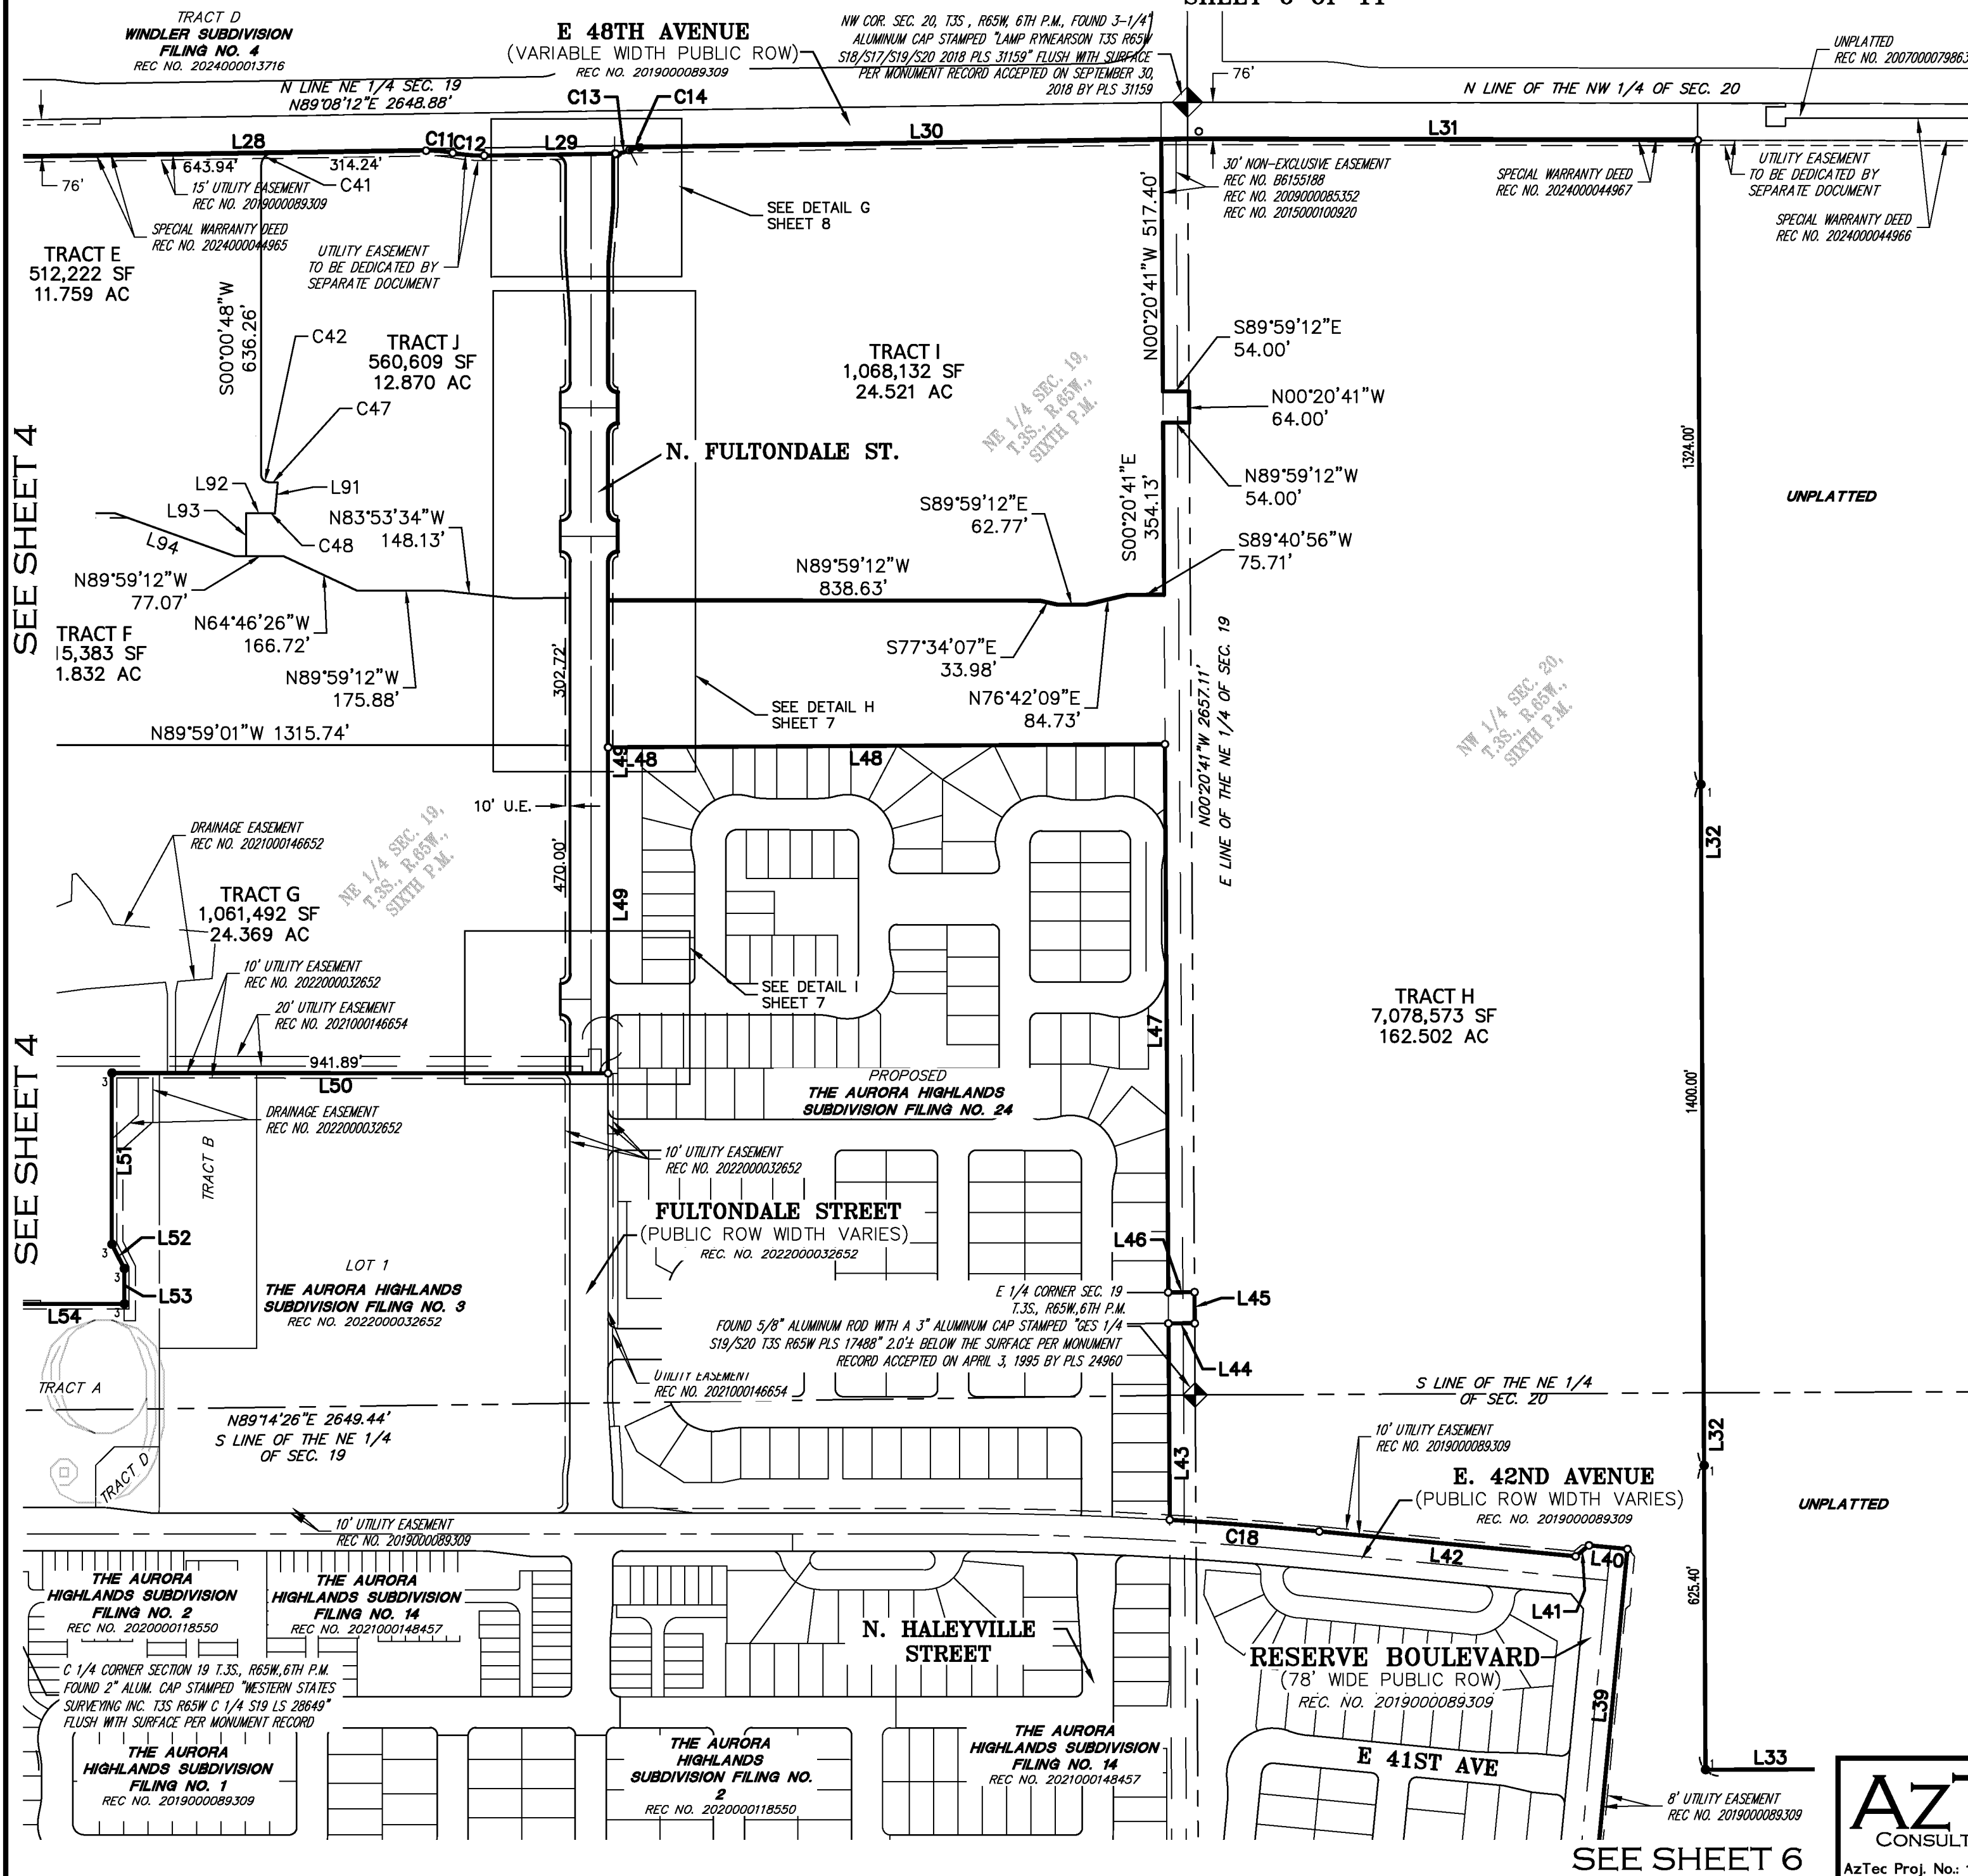 TRACT D
WINDLER SUBDIVISION
FILING NO. 4
REC NO. 2024000013716
E 48TH AVENUE
(VARIABLE WIDTH PUBLIC ROW)
REC NO. 2019000089309
NW COR. SEC. 20, T3S , R65W, 6TH P.M., FOUND 3-1/4"
ALUMINUM CAP STAMPED "LAMP RYNEARSON T3S R65W
S18/S17/S19/S20 2018 PLS 31159" FLUSH WITH SURFACE
PER MONUMENT RECORD ACCEPTED ON SEPTEMBER 30,
2018 BY PLS 31159
76'
UNPLATTED
REC NO. 2007000079863
N LINE NE 1/4 SEC. 19
N89°08'12"E 2648.88'
C13
C14
N LINE OF THE NW 1/4 OF SEC. 20
L28
C11
C12
L29
L30
L31
643.94'
314.24'
76'
15' UTILITY EASEMENT
REC NO. 2019000089309
C41
SPECIAL WARRANTY DEED
REC NO. 2024000044965
UTILITY EASEMENT
TO BE DEDICATED BY
SEPARATE DOCUMENT
SEE DETAIL G
SHEET 8
30' NON-EXCLUSIVE EASEMENT
REC NO. B6155188
REC NO. 2009000085352
REC NO. 2015000100920
SPECIAL WARRANTY DEED
REC NO. 2024000044967
UTILITY EASEMENT
TO BE DEDICATED BY
SEPARATE DOCUMENT
SPECIAL WARRANTY DEED
REC NO. 2024000044966
TRACT E
512,222 SF
11.759 AC
S00°00'48"W
636.26'
C42
TRACT J
560,609 SF
12.870 AC
C47
TRACT I
1,068,132 SF
24.521 AC
NE 1/4 SEC. 19,
T.3S., R.65W.,
SIXTH P.M.
N00°20'41"W 517.40'
S89°59'12"E
54.00'
N00°20'41"W
64.00'
N89°59'12"W
54.00'
S00°20'41"E
354.13'
S89°40'56"W
75.71'
SEE SHEET 4
N. FULTONDALE ST.
L92
L91
L93
C48
L94
N83°53'34"W
148.13'
S89°59'12"E
62.77'
N89°59'12"W
838.63'
N89°59'12"W
77.07'
N64°46'26"W
166.72'
N89°59'12"W
175.88'
TRACT F
15,383 SF
1.832 AC
S77°34'07"E
33.98'
N76°42'09"E
84.73'
302.72'
SEE DETAIL H
SHEET 7
N89°59'01"W 1315.74'
1324.00'
UNPLATTED
NW 1/4 SEC. 20,
T.3S., R.65W.,
SIXTH P.M.
N00°20'41"W 2657.11'
E LINE OF THE NE 1/4 OF SEC. 19
L49
L48
L48
10' U.E.
L32
DRAINAGE EASEMENT
REC NO. 2021000146652
NE 1/4 SEC. 19,
T.3S., R.65W.,
SIXTH P.M.
470.00'
L49
TRACT G
1,061,492 SF
24.369 AC
10' UTILITY EASEMENT
REC NO. 2022000032652
20' UTILITY EASEMENT
REC NO. 2021000146654
SEE DETAIL I
SHEET 7
TRACT H
7,078,573 SF
162.502 AC
L47
SEE SHEET 4
941.89'
L50
3
PROPOSED
THE AURORA HIGHLANDS
SUBDIVISION FILING NO. 24
1400.00'
DRAINAGE EASEMENT
REC NO. 2022000032652
L51
TRACT B
10' UTILITY EASEMENT
REC NO. 2022000032652
FULTONDALE STREET
(PUBLIC ROW WIDTH VARIES)
REC. NO. 2022000032652
3
L52
3
L53
3
L54
LOT 1
THE AURORA HIGHLANDS
SUBDIVISION FILING NO. 3
REC NO. 2022000032652
L46
E 1/4 CORNER SEC. 19
T.3S., R65W.,6TH P.M.
FOUND 5/8" ALUMINUM ROD WITH A 3" ALUMINUM CAP STAMPED "GES 1/4
S19/S20 T3S R65W PLS 17488" 2.0'± BELOW THE SURFACE PER MONUMENT
RECORD ACCEPTED ON APRIL 3, 1995 BY PLS 24960
L45
L44
UTILITY EASEMENT
REC NO. 2021000146654
S LINE OF THE NE 1/4
OF SEC. 20
TRACT A
N89°14'26"E 2649.44'
S LINE OF THE NE 1/4
OF SEC. 19
TRACT D
L43
L32
1
10' UTILITY EASEMENT
REC NO. 2019000089309
E. 42ND AVENUE
(PUBLIC ROW WIDTH VARIES)
REC. NO. 2019000089309
UNPLATTED
10' UTILITY EASEMENT
REC NO. 2019000089309
C18
L42
L40
L41
625.40'
THE AURORA
HIGHLANDS SUBDIVISION
FILING NO. 2
REC NO. 2020000118550
THE AURORA
HIGHLANDS SUBDIVISION
FILING NO. 14
REC NO. 2021000148457
N. HALEYVILLE
STREET
RESERVE BOULEVARD
(78' WIDE PUBLIC ROW)
REC. NO. 2019000089309
L39
C 1/4 CORNER SECTION 19 T.3S., R65W.,6TH P.M.
FOUND 2" ALUM. CAP STAMPED "WESTERN STATES
SURVEYING INC. T3S R65W C 1/4 S19 LS 28649"
FLUSH WITH SURFACE PER MONUMENT RECORD
THE AURORA
HIGHLANDS SUBDIVISION
FILING NO. 1
REC NO. 2019000089309
THE AURORA
HIGHLANDS
SUBDIVISION FILING NO.
2
REC NO. 2020000118550
THE AURORA
HIGHLANDS SUBDIVISION
FILING NO. 14
REC NO. 2021000148457
E 41ST AVE
1
L33
8' UTILITY EASEMENT
REC NO. 2019000089309
SEE SHEET 6
AzTec Proj. No.: